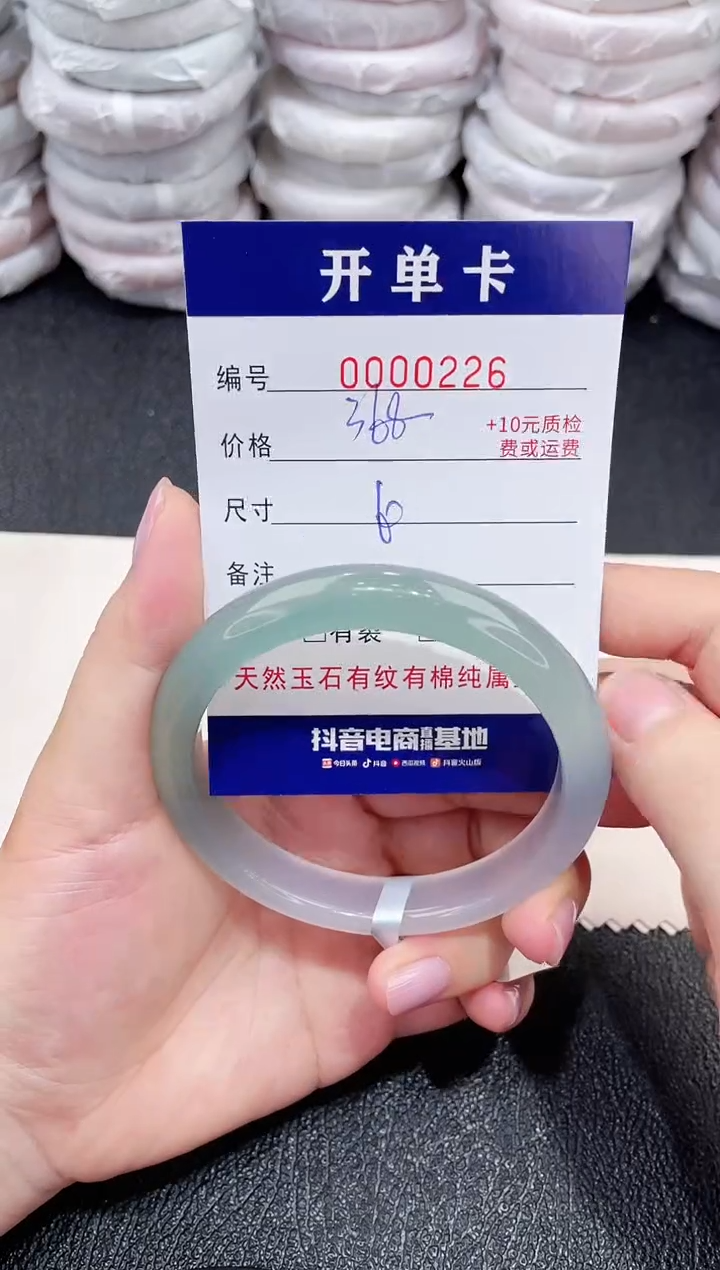 开单卡
编号 0000226
价格 368 +10元质检
费或运费
尺寸
备注
□有裂
天然玉石有纹有棉纯属
抖音电商直播基地
今日头条 抖音 西瓜视频 抖音火山版